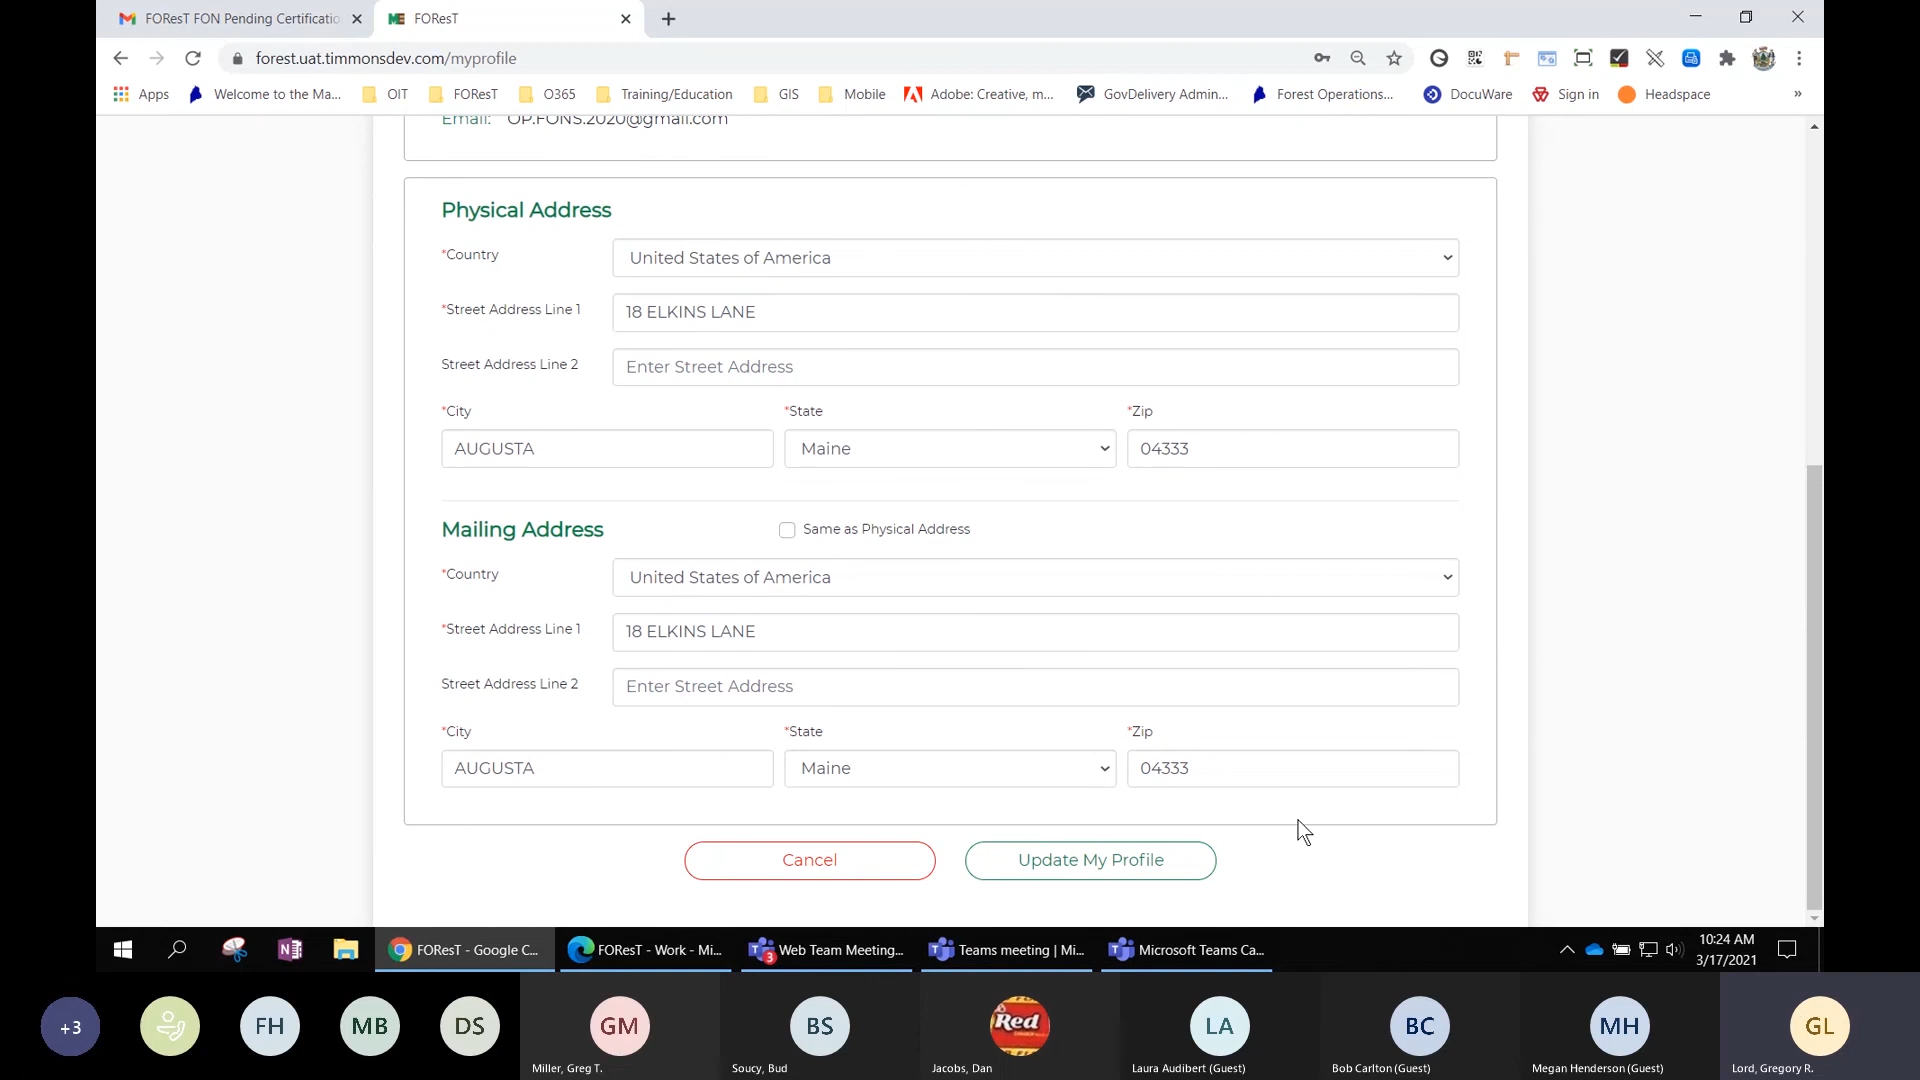 FOResT FON Pending Certificatio
FOResT
forest.uat.timmonsdev.com/myprofile
Apps
Welcome to the Ma...
OIT
FOResT
O365
Training/Education
GIS
Mobile
Adobe: Creative, m...
GovDelivery Admin...
Forest Operations...
DocuWare
Sign in
Headspace
»
Email: OP.FONS.2020@gmail.com
Physical Address
*Country
United States of America
*Street Address Line 1
18 ELKINS LANE
Street Address Line 2
Enter Street Address
*City
*State
*Zip
AUGUSTA
Maine
04333
Mailing Address
Same as Physical Address
*Country
United States of America
*Street Address Line 1
18 ELKINS LANE
Street Address Line 2
Enter Street Address
*City
*State
*Zip
AUGUSTA
Maine
04333
Cancel
Update My Profile
FOResT - Google C...
FOResT - Work - Mi...
3
Web Team Meeting...
Teams meeting | Mi...
Microsoft Teams Ca...
10:24 AM
3/17/2021
+3
FH
MB
DS
GM
BS
Red
LA
BC
MH
GL
Miller, Greg T.
Soucy, Bud
Jacobs, Dan
Laura Audibert (Guest)
Bob Carlton (Guest)
Megan Henderson (Guest)
Lord, Gregory R.